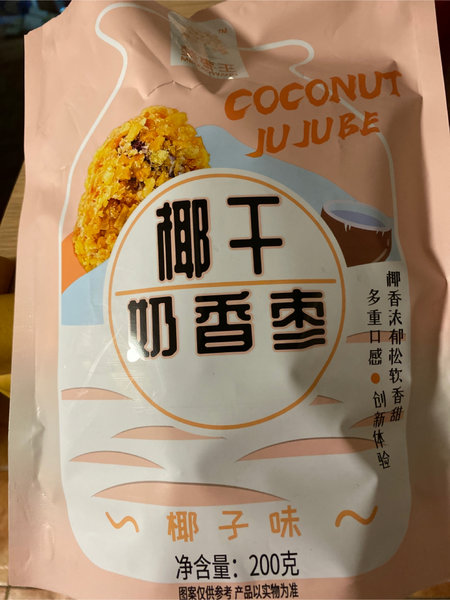 COCONUT
JUJUBE
椰干
奶香枣
椰香浓郁松软香甜
多重口感●创新体验
椰子味
净含量：200克
图案仅供参考 产品以实物为准